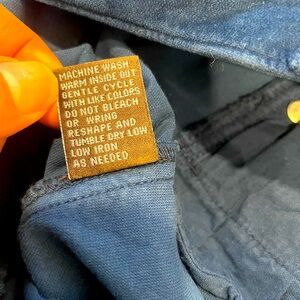 MACHINE WASH
WARM INSIDE OUT
GENTLE CYCLE
WITH LIKE COLORS
DO NOT BLEACH
OR WRING
RESHAPE AND
TUMBLE DRY LOW
LOW IRON
AS NEEDED